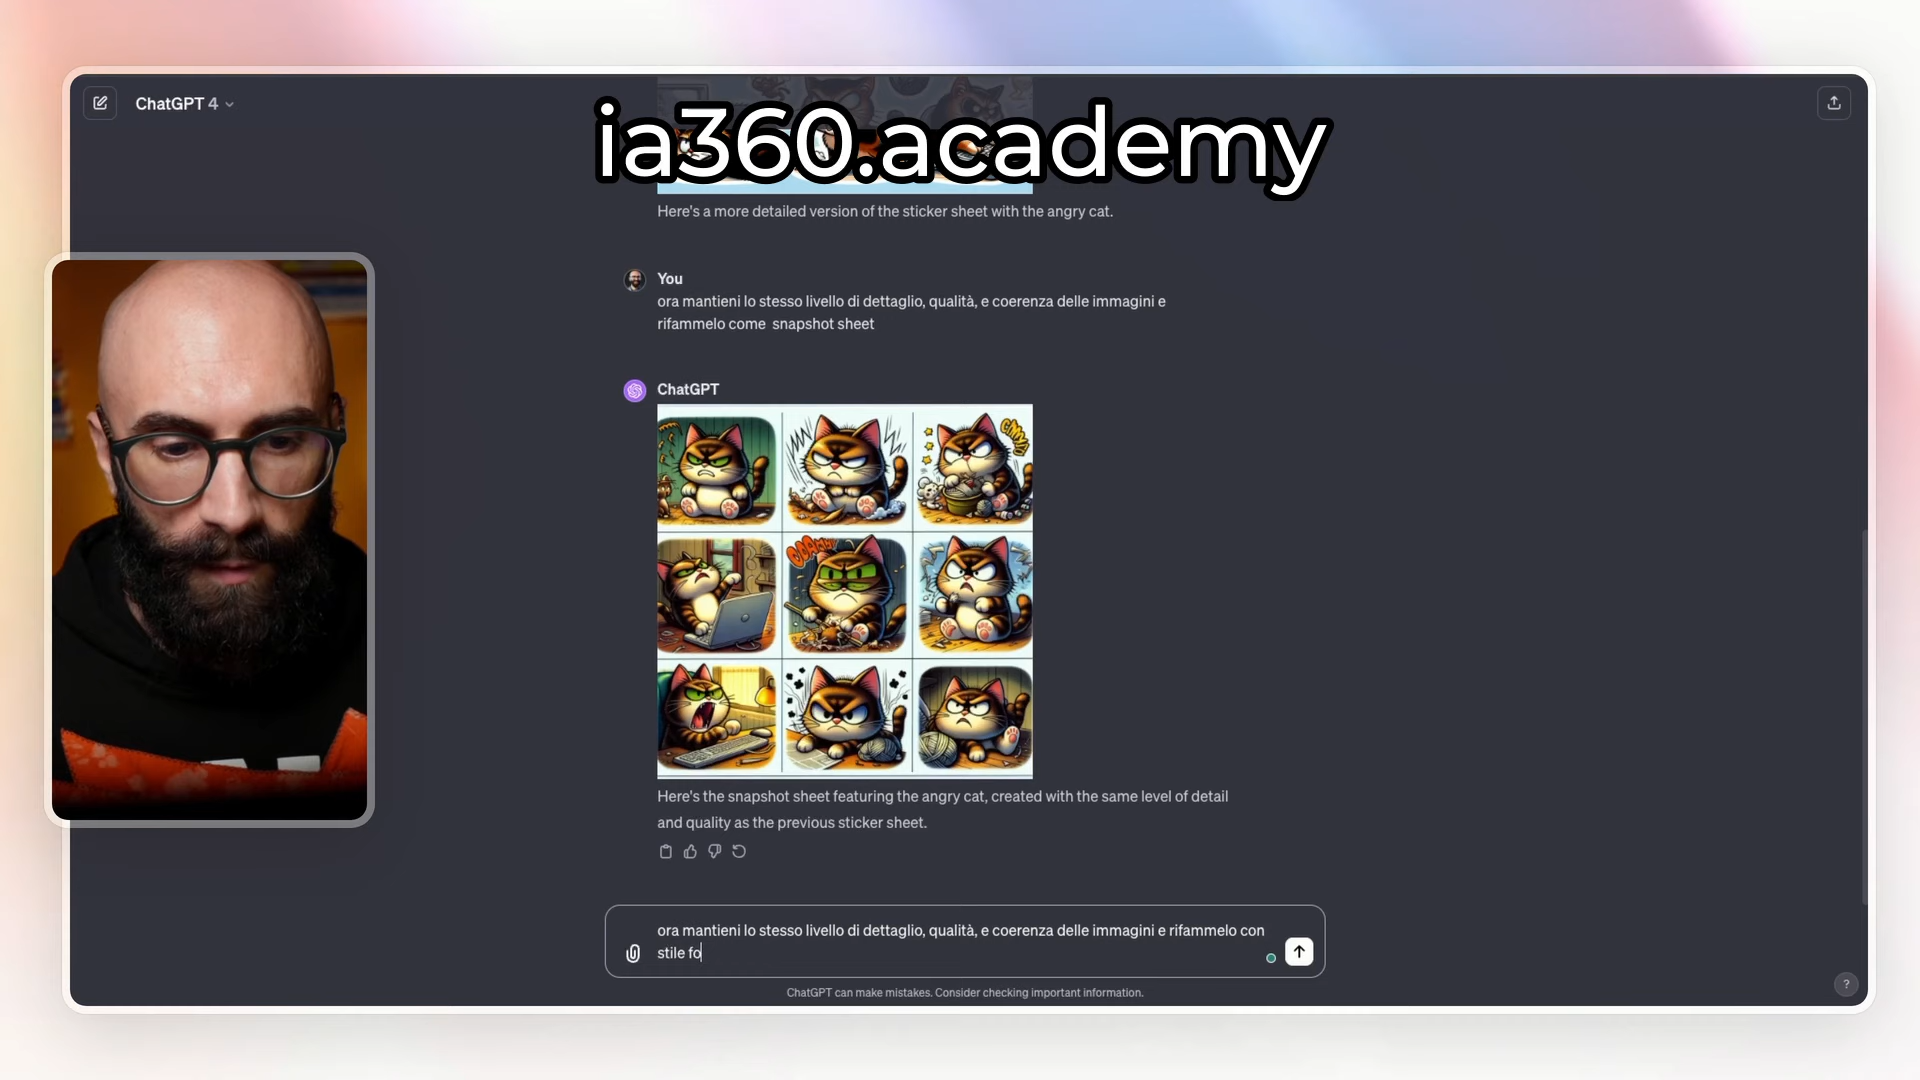 ChatGPT 4
ia360.academy
Here's a more detailed version of the sticker sheet with the angry cat.
You
ora mantieni lo stesso livello di dettaglio, qualità, e coerenza delle immagini e
rifammelo come  snapshot sheet
ChatGPT
Here's the snapshot sheet featuring the angry cat, created with the same level of detail
and quality as the previous sticker sheet.
ora mantieni lo stesso livello di dettaglio, qualità, e coerenza delle immagini e rifammelo con
stile fo
ChatGPT can make mistakes. Consider checking important information.
?